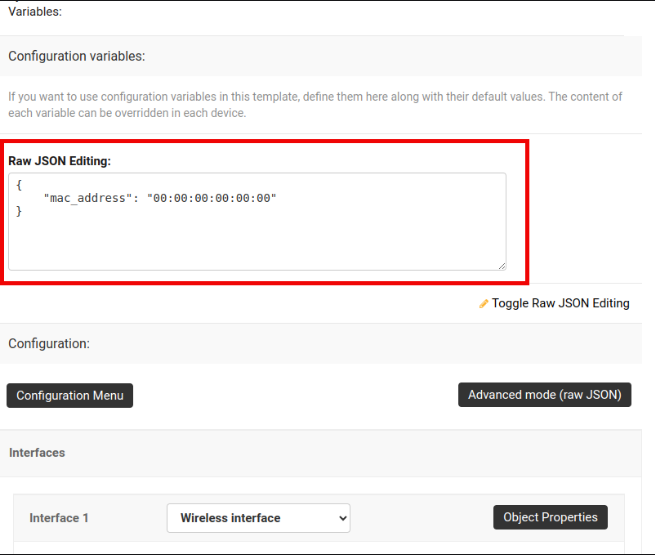 Variables:
Configuration variables:
If you want to use configuration variables in this template, define them here along with their default values. The content of
each variable can be overridden in each device.
Raw JSON Editing:
{
    "mac_address": "00:00:00:00:00:00"
}
Toggle Raw JSON Editing
Configuration:
Configuration Menu
Advanced mode (raw JSON)
Interfaces
Interface 1
Wireless interface
Object Properties